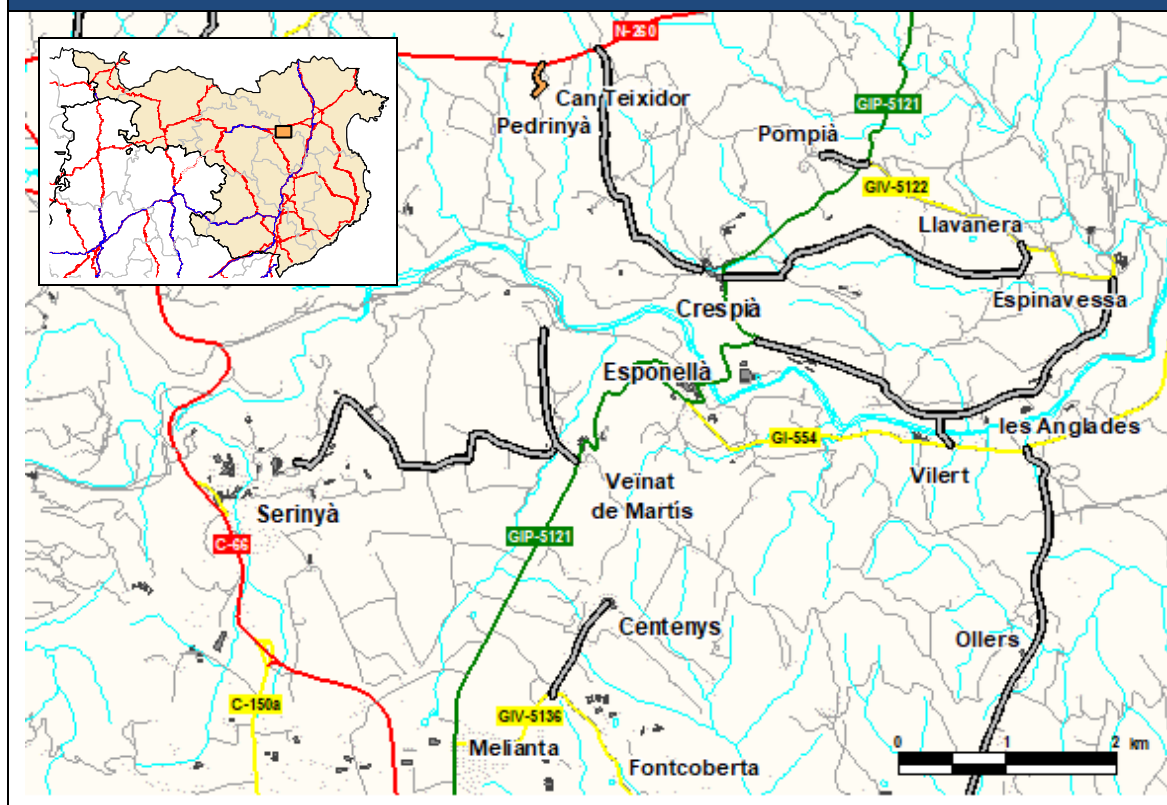 N-260
Can Teixidor
Pedrinyà
GIP-5121
Pompià
GIV-5122
Llavanera
Espinavessa
Crespià
Esponellà
les Anglades
GI-554
Vilert
Veïnat
de Martís
Serinyà
GIP-5121
C-66
Centenys
Ollers
C-150a
GIV-5136
Melianta
Fontcoberta
0 1 2 km